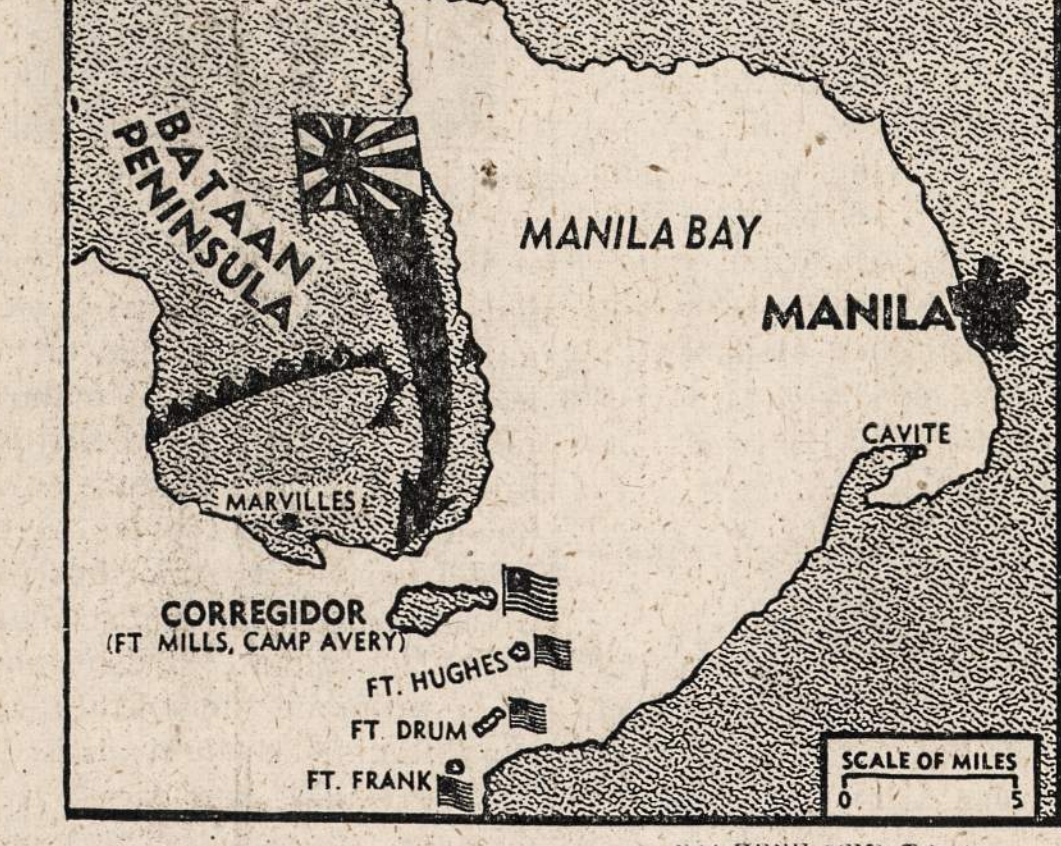 BATAAN
PENINSULA
MANILA BAY
MANILA
CAVITE
MARVILLES
CORREGIDOR
(FT MILLS, CAMP AVERY)
FT. HUGHES
FT. DRUM
FT. FRANK
SCALE OF MILES
0 5